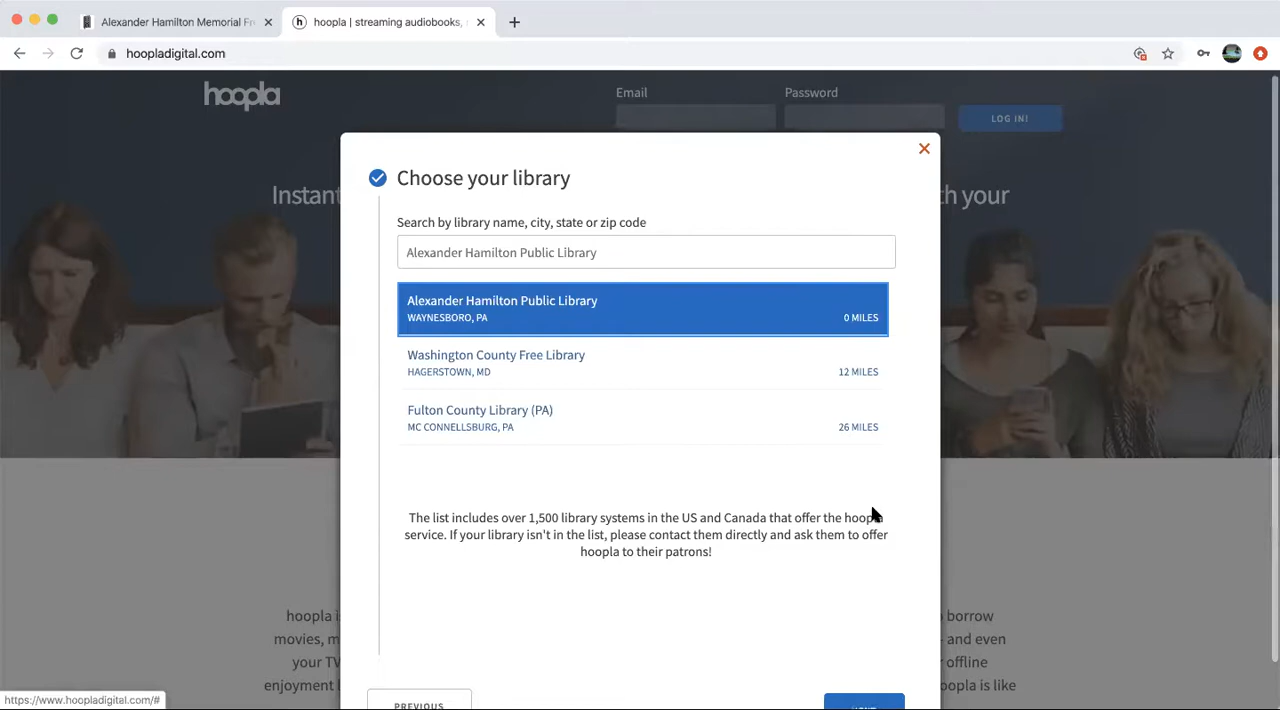 Alexander Hamilton Memorial Fr
hoopla | streaming audiobooks,
hoopladigital.com
hoopla
Email
Password
LOG IN!
Choose your library
Search by library name, city, state or zip code
Alexander Hamilton Public Library
Alexander Hamilton Public Library
WAYNESBORO, PA
0 MILES
Washington County Free Library
HAGERSTOWN, MD
12 MILES
Fulton County Library (PA)
MC CONNELLSBURG, PA
26 MILES
The list includes over 1,500 library systems in the US and Canada that offer the hoopla
service. If your library isn't in the list, please contact them directly and ask them to offer
hoopla to their patrons!
borrow
and even
your TV
offline
enjoyment
oopla is like
PREVIOUS
https://www.hoopladigital.com/#